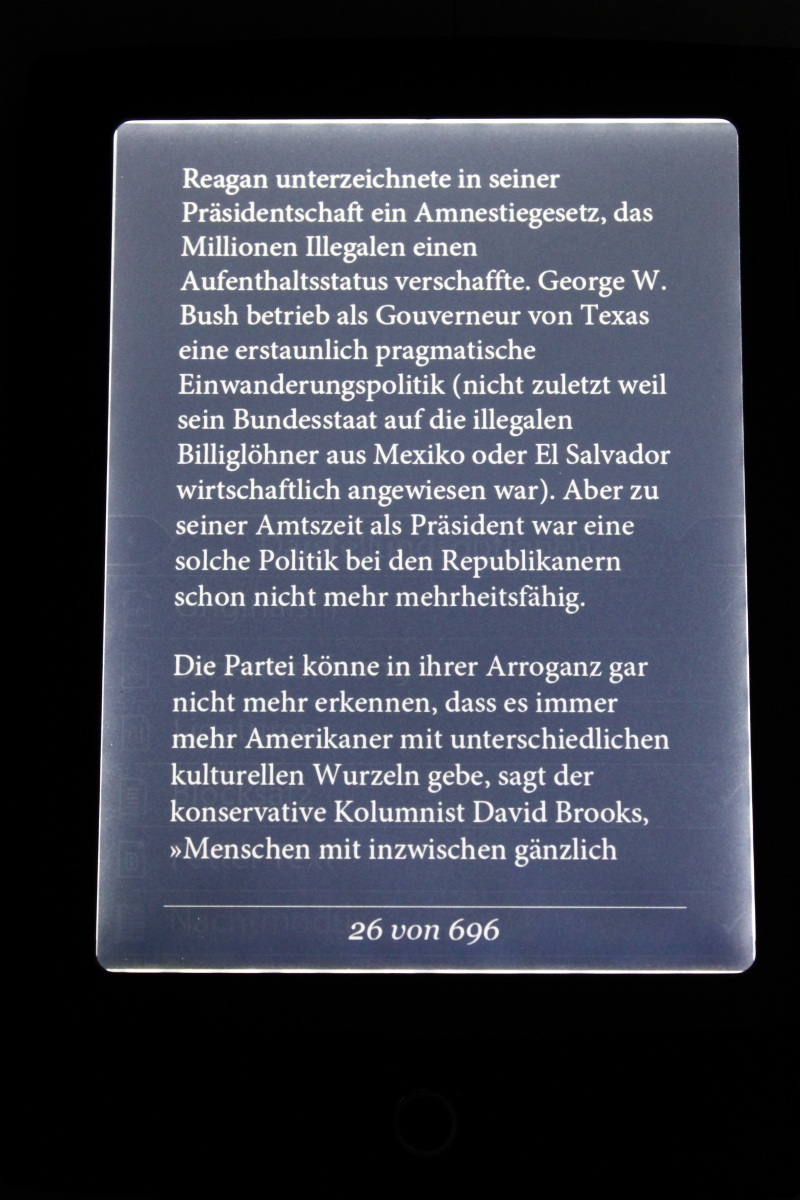 Reagan unterzeichnete in seiner
Präsidentschaft ein Amnestiegesetz, das
Millionen Illegalen einen
Aufenthaltsstatus verschaffte. George W.
Bush betrieb als Gouverneur von Texas
eine erstaunlich pragmatische
Einwanderungspolitik (nicht zuletzt weil
sein Bundesstaat auf die illegalen
Billiglöhner aus Mexiko oder El Salvador
wirtschaftlich angewiesen war). Aber zu
seiner Amtszeit als Präsident war eine
solche Politik bei den Republikanern
schon nicht mehr mehrheitsfähig.
Die Partei könne in ihrer Arroganz gar
nicht mehr erkennen, dass es immer
mehr Amerikaner mit unterschiedlichen
kulturellen Wurzeln gebe, sagt der
konservative Kolumnist David Brooks,
»Menschen mit inzwischen gänzlich
26 von 696